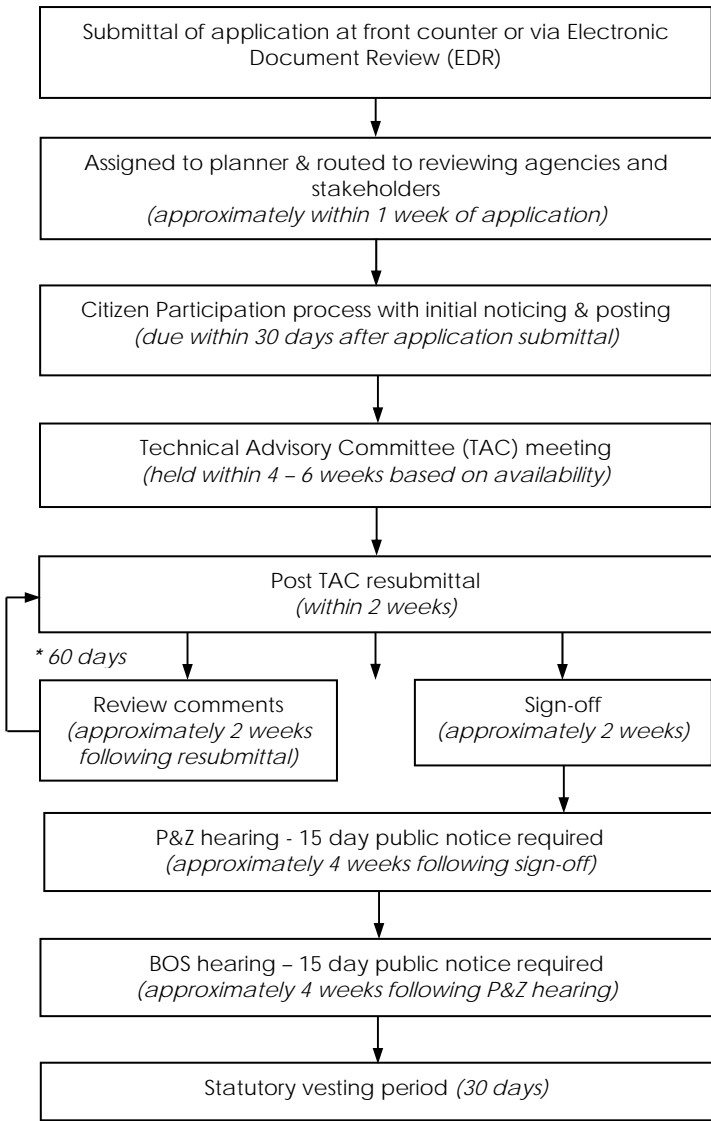 Submittal of application at front counter or via Electronic
Document Review (EDR)
Assigned to planner & routed to reviewing agencies and
stakeholders
(approximately within 1 week of application)
Citizen Participation process with initial noticing & posting
(due within 30 days after application submittal)
Technical Advisory Committee (TAC) meeting
(held within 4 – 6 weeks based on availability)
Post TAC resubmittal
(within 2 weeks)
* 60 days
Review comments
(approximately 2 weeks
following resubmittal)
Sign-off
(approximately 2 weeks)
P&Z hearing - 15 day public notice required
(approximately 4 weeks following sign-off)
BOS hearing – 15 day public notice required
(approximately 4 weeks following P&Z hearing)
Statutory vesting period (30 days)